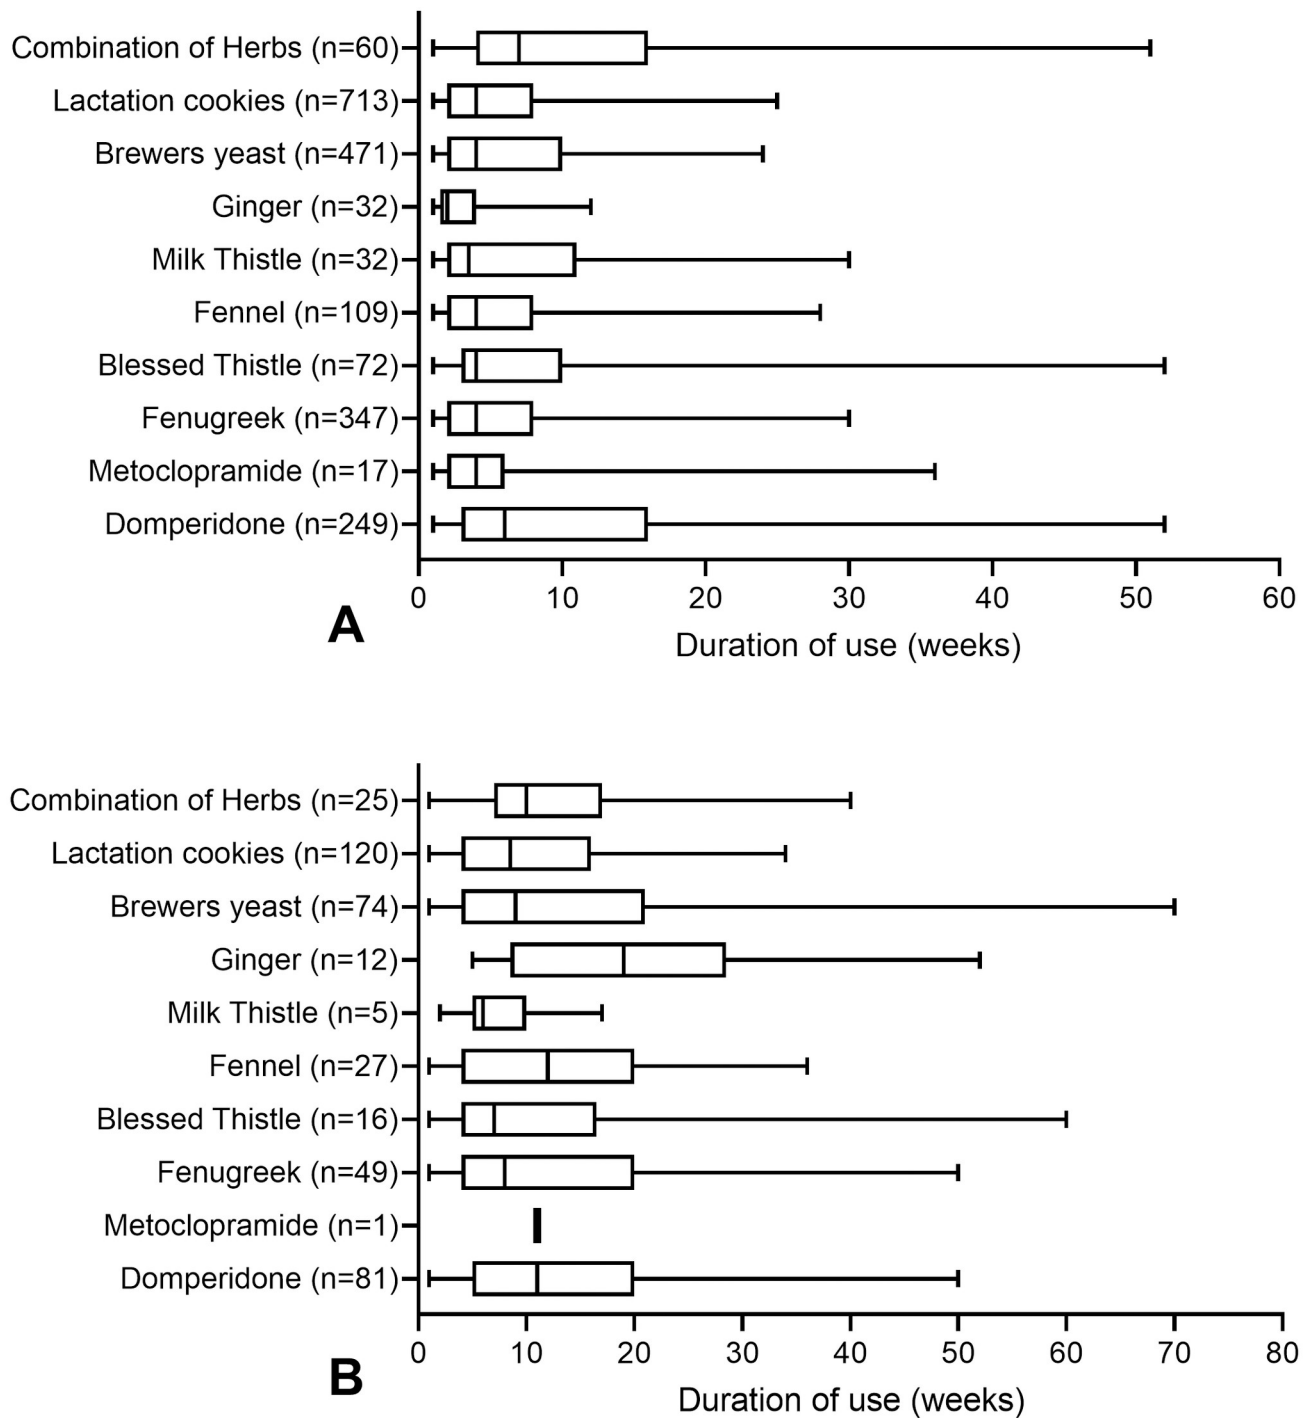 Combination of Herbs (n=60)
Lactation cookies (n=713)
Brewers yeast (n=471)
Ginger (n=32)
Milk Thistle (n=32)
Fennel (n=109)
Blessed Thistle (n=72)
Fenugreek (n=347)
Metoclopramide (n=17)
Domperidone (n=249)
0 10 20 30 40 50 60
A
Duration of use (weeks)
Combination of Herbs (n=25)
Lactation cookies (n=120)
Brewers yeast (n=74)
Ginger (n=12)
Milk Thistle (n=5)
Fennel (n=27)
Blessed Thistle (n=16)
Fenugreek (n=49)
Metoclopramide (n=1)
Domperidone (n=81)
0 10 20 30 40 50 60 70 80
B
Duration of use (weeks)